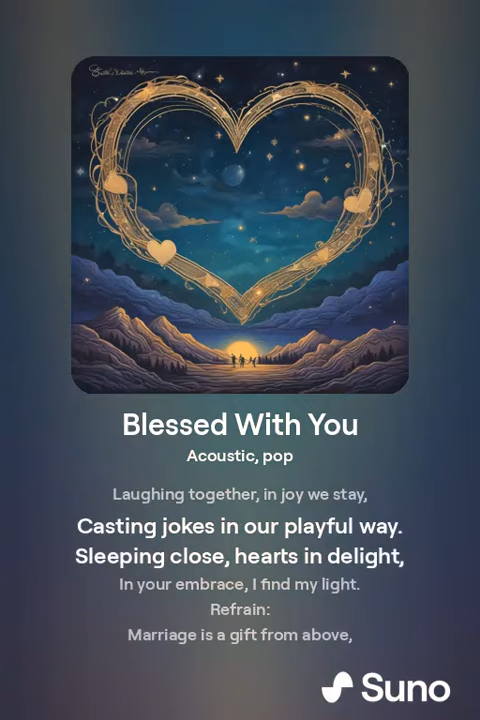 Blessed With You
Acoustic, pop
Laughing together, in joy we stay,
Casting jokes in our playful way.
Sleeping close, hearts in delight,
In your embrace, I find my light.
Refrain:
Marriage is a gift from above,
Suno